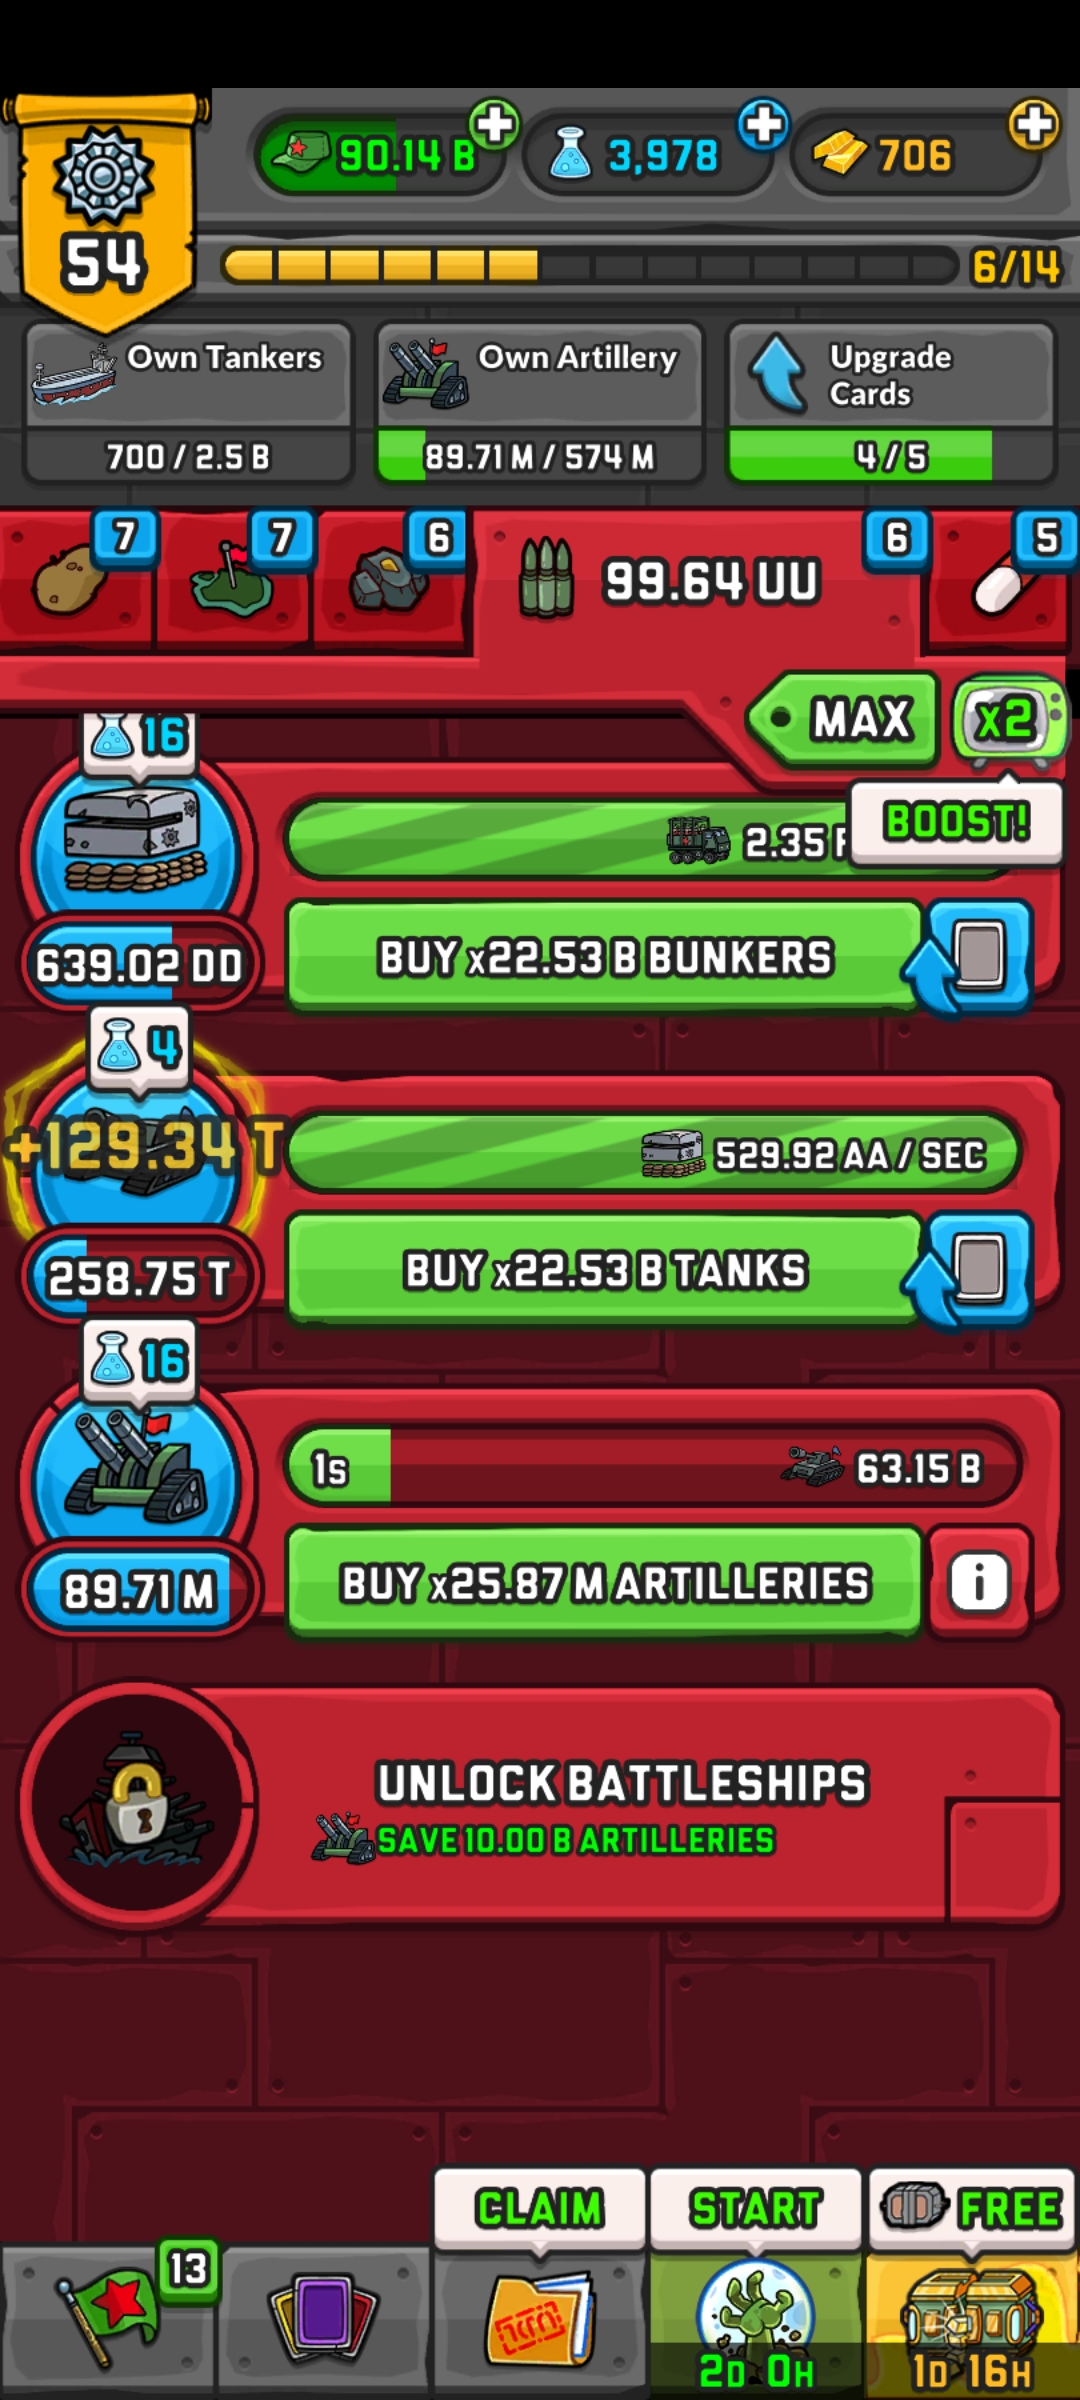 54
90.14 B
3,978
706
6/14
Own Tankers
700 / 2.5 B
Own Artillery
89.71 M / 574 M
Upgrade
Cards
4 / 5
7
7
6
99.64 UU
6
5
MAX
x2
BOOST!
16
2.35
639.02 DD
BUY x22.53 B BUNKERS
4
+129.34 T
529.92 AA / SEC
258.75 T
BUY x22.53 B TANKS
16
1s
63.15 B
89.71 M
BUY x25.87 M ARTILLERIES
i
UNLOCK BATTLESHIPS
SAVE 10.00 B ARTILLERIES
CLAIM
START
FREE
13
2D 0H
1D 16H